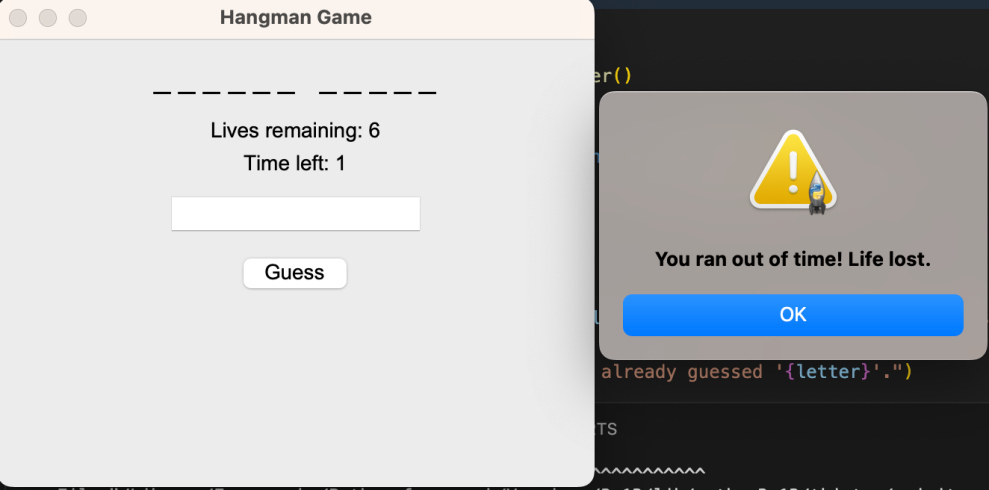 Hangman Game
_ _ _ _ _ _  _ _ _ _ _
Lives remaining: 6
Time left: 1
Guess
er()
You ran out of time! Life lost.
OK
already guessed '{letter}'.")
RTS
^^^^^^^^^^^